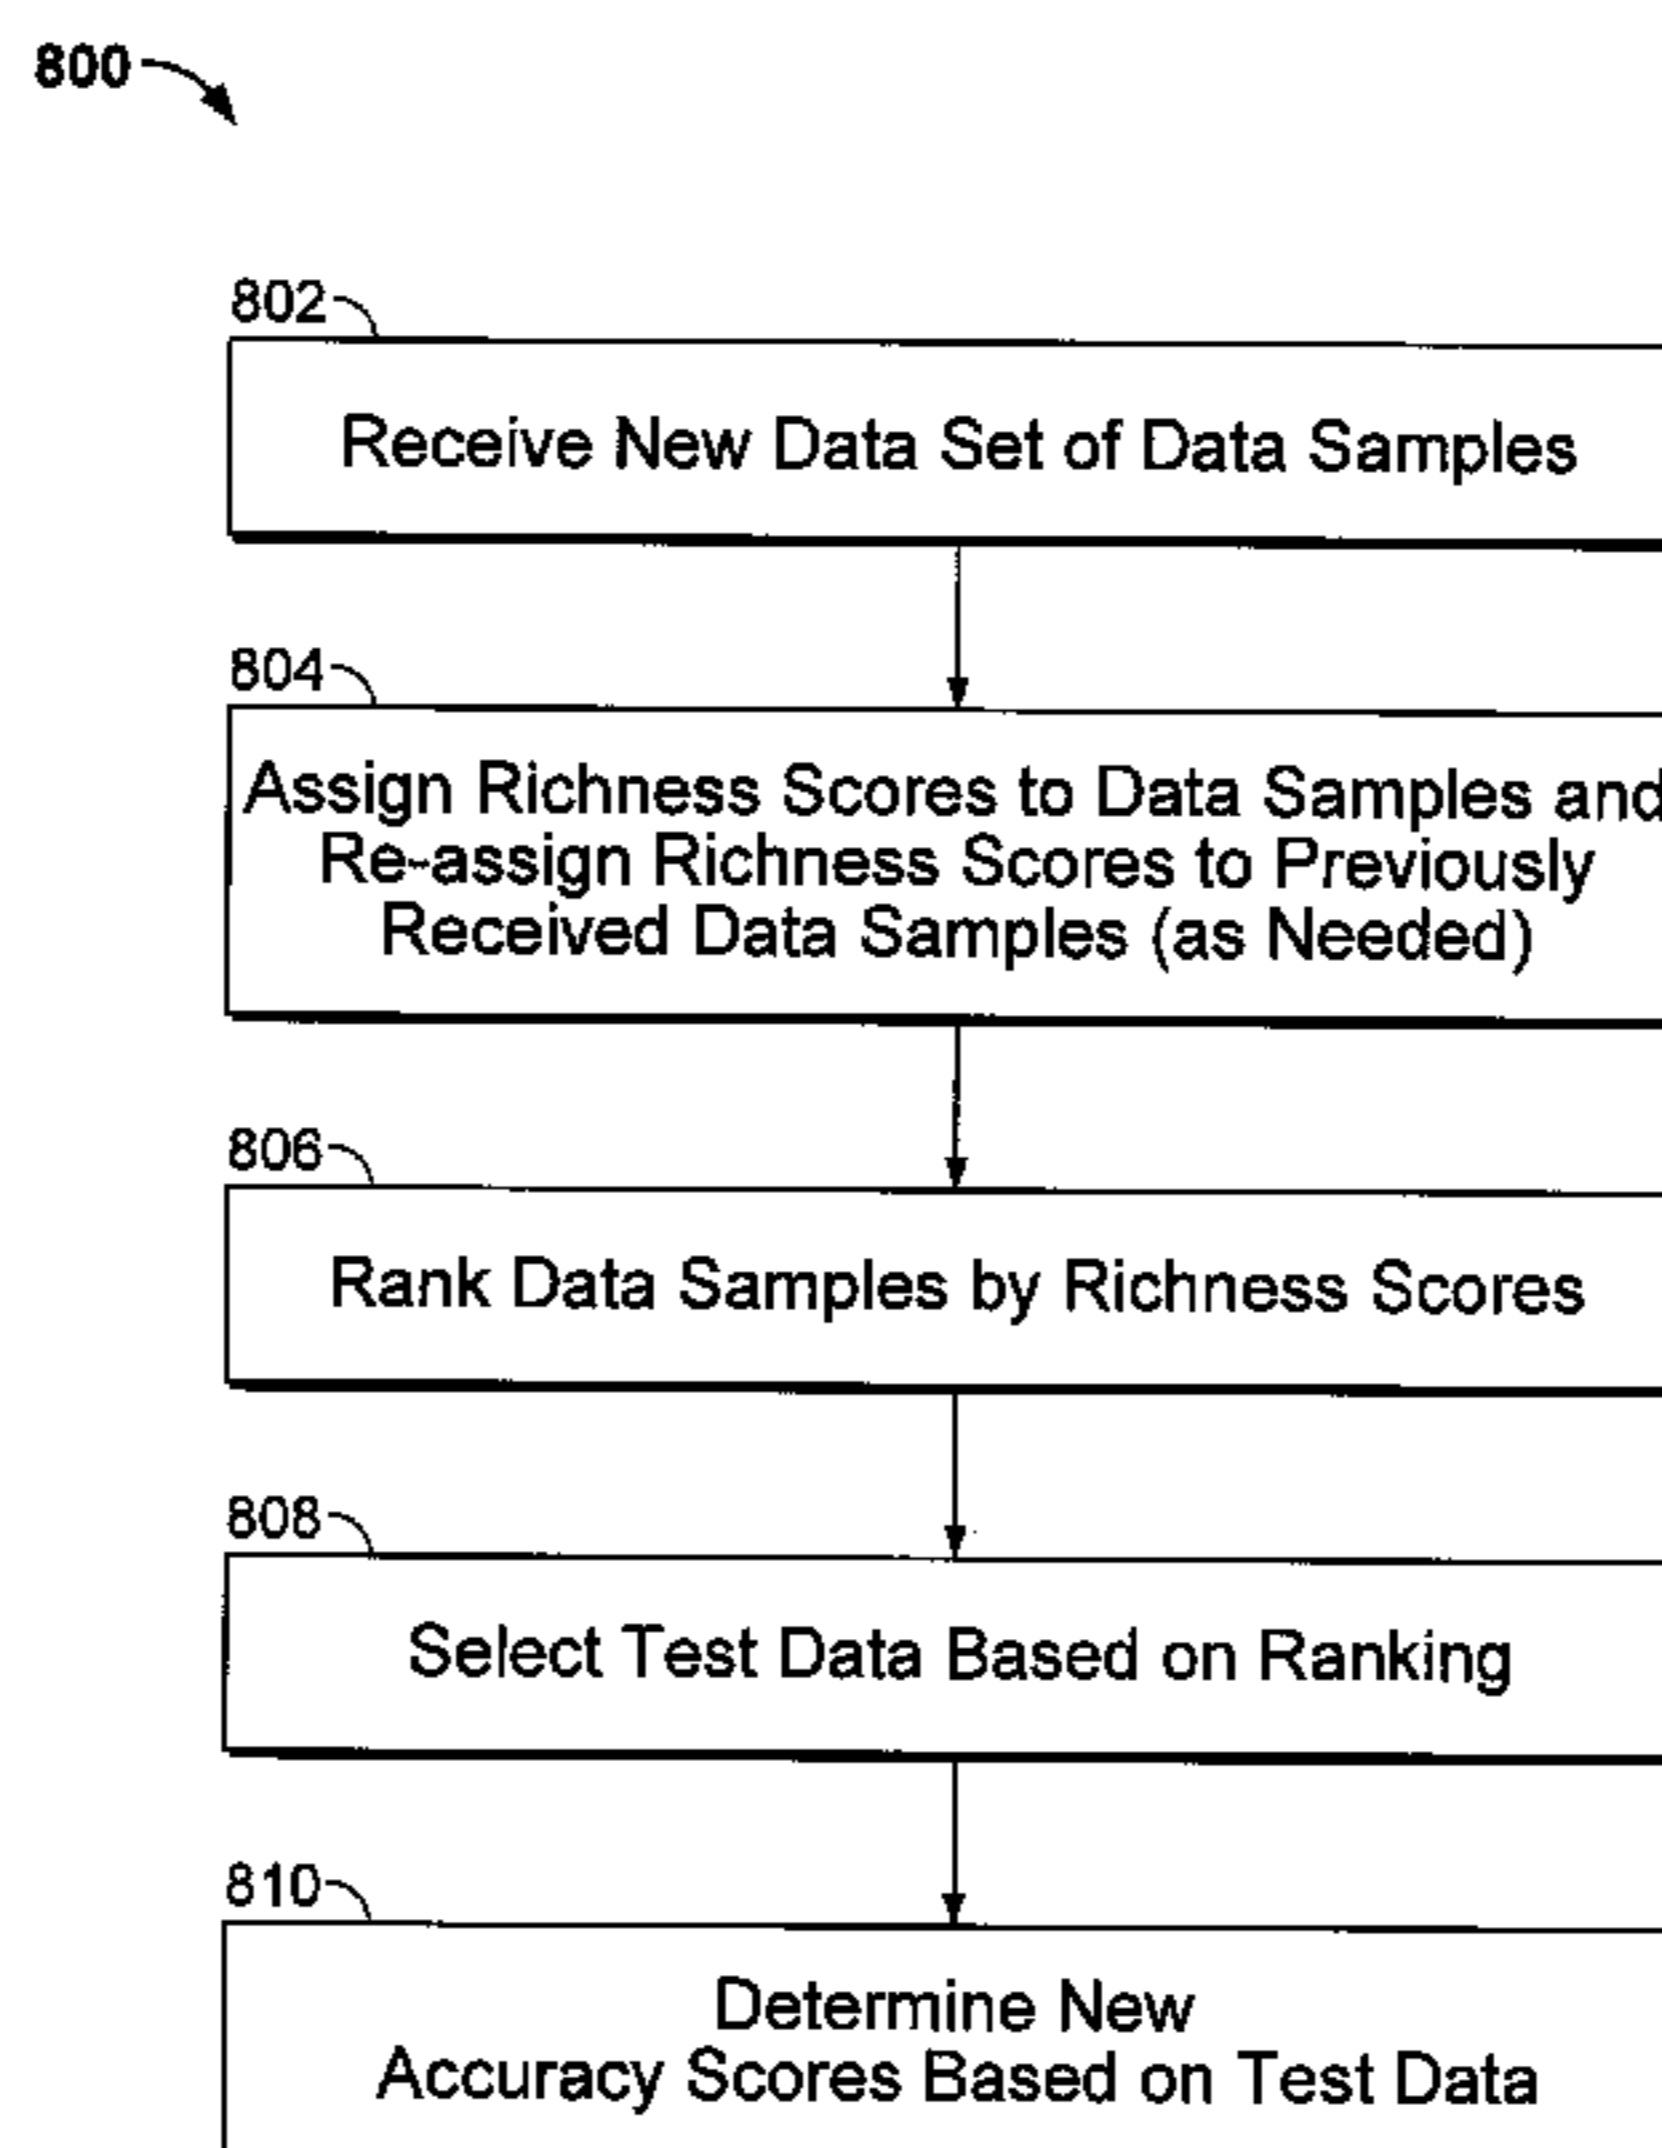 800
802
Receive New Data Set of Data Samples
804
Assign Richness Scores to Data Samples and
Re-assign Richness Scores to Previously
Received Data Samples (as Needed)
806
Rank Data Samples by Richness Scores
808
Select Test Data Based on Ranking
810
Determine New
Accuracy Scores Based on Test Data